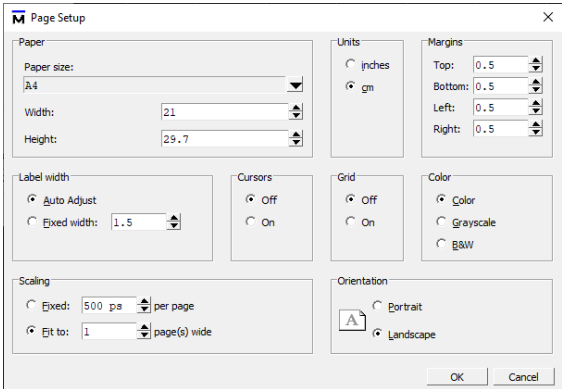 M Page Setup
Paper
Paper size:
A4
Width: 21
Height: 29.7
Units
inches
cm
Margins
Top: 0.5
Bottom: 0.5
Left: 0.5
Right: 0.5
Label width
Auto Adjust
Fixed width: 1.5
Cursors
Off
On
Grid
Off
On
Color
Color
Grayscale
B&W
Scaling
Fixed: 500 ps per page
Fit to: 1 page(s) wide
Orientation
A
Portrait
Landscape
OK Cancel